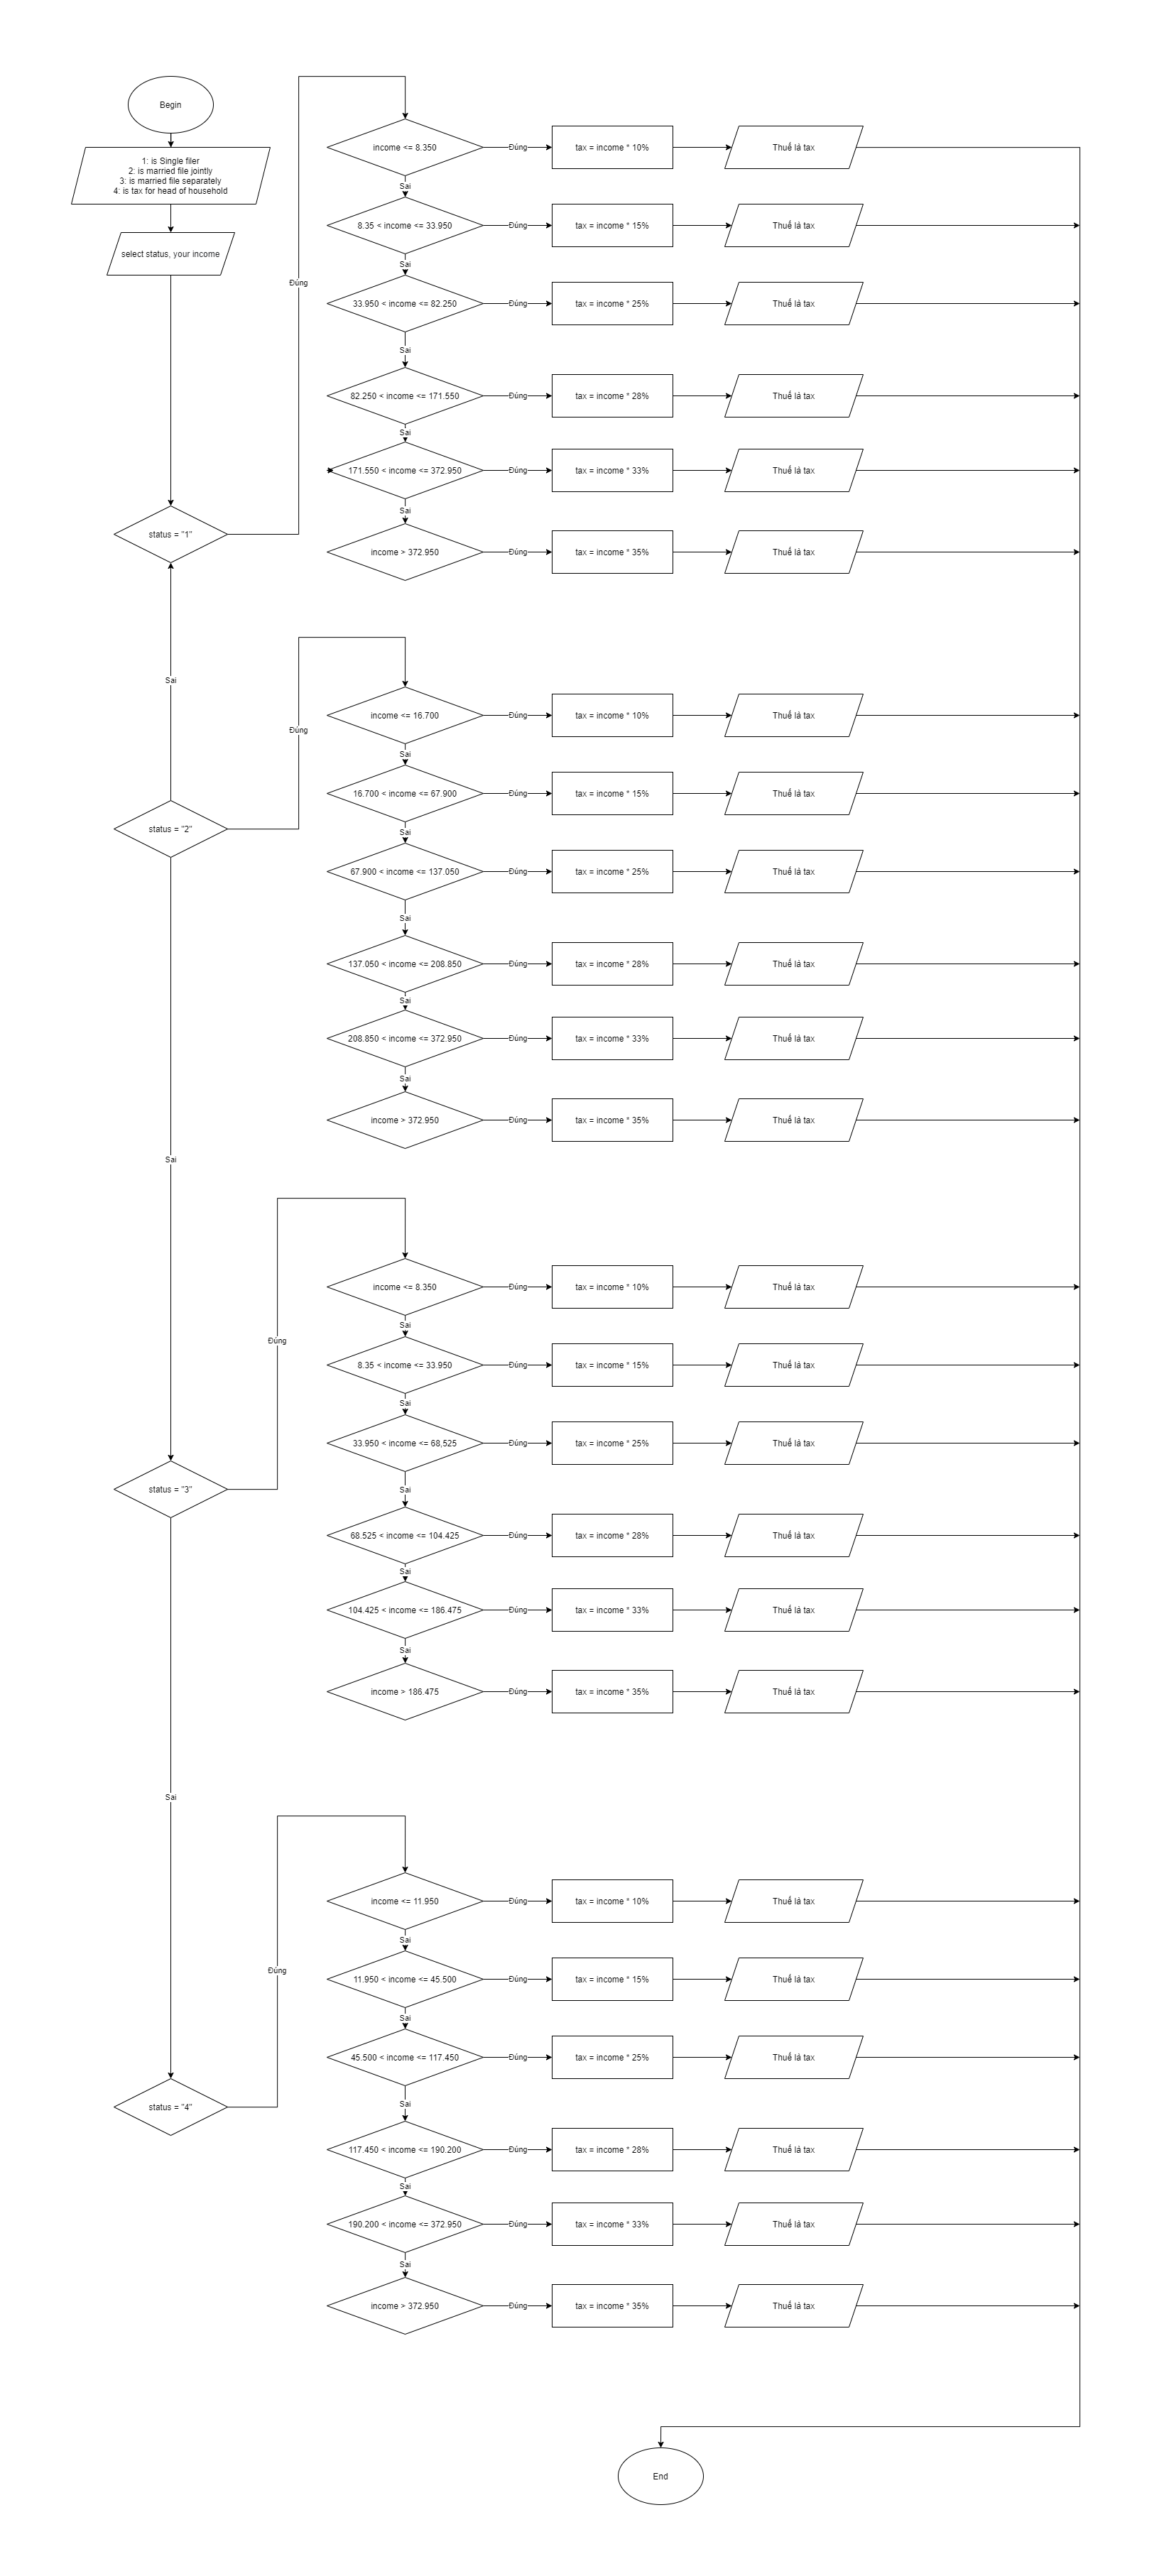 Begin
1: is Single filer
2: is married file jointly
3: is married file separately
4: is tax for head of household
select status, your income
status = "1"
Đúng
income <= 8.350
Đúng
tax = income * 10%
Thuế là tax
Sai
8.35 < income <= 33.950
Đúng
tax = income * 15%
Thuế là tax
Sai
33.950 < income <= 82.250
Đúng
tax = income * 25%
Thuế là tax
Sai
82.250 < income <= 171.550
Đúng
tax = income * 28%
Thuế là tax
Sai
171.550 < income <= 372.950
Đúng
tax = income * 33%
Thuế là tax
Sai
income > 372.950
Đúng
tax = income * 35%
Thuế là tax
Sai
status = "2"
Đúng
income <= 16.700
Đúng
tax = income * 10%
Thuế là tax
Sai
16.700 < income <= 67.900
Đúng
tax = income * 15%
Thuế là tax
Sai
67.900 < income <= 137.050
Đúng
tax = income * 25%
Thuế là tax
Sai
137.050 < income <= 208.850
Đúng
tax = income * 28%
Thuế là tax
Sai
208.850 < income <= 372.950
Đúng
tax = income * 33%
Thuế là tax
Sai
income > 372.950
Đúng
tax = income * 35%
Thuế là tax
Sai
status = "3"
Đúng
income <= 8.350
Đúng
tax = income * 10%
Thuế là tax
Sai
8.35 < income <= 33.950
Đúng
tax = income * 15%
Thuế là tax
Sai
33.950 < income <= 68,525
Đúng
tax = income * 25%
Thuế là tax
Sai
68.525 < income <= 104.425
Đúng
tax = income * 28%
Thuế là tax
Sai
104.425 < income <= 186.475
Đúng
tax = income * 33%
Thuế là tax
Sai
income > 186.475
Đúng
tax = income * 35%
Thuế là tax
Sai
status = "4"
Đúng
income <= 11.950
Đúng
tax = income * 10%
Thuế là tax
Sai
11.950 < income <= 45.500
Đúng
tax = income * 15%
Thuế là tax
Sai
45.500 < income <= 117.450
Đúng
tax = income * 25%
Thuế là tax
Sai
117.450 < income <= 190.200
Đúng
tax = income * 28%
Thuế là tax
Sai
190.200 < income <= 372.950
Đúng
tax = income * 33%
Thuế là tax
Sai
income > 372.950
Đúng
tax = income * 35%
Thuế là tax
End